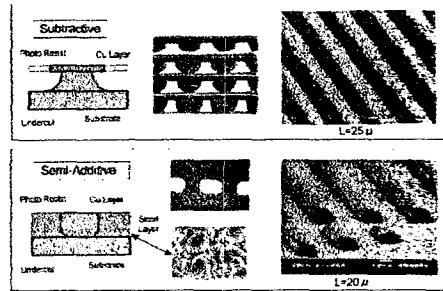 Subtractive
Photo Resist Cu Layer
Undercut Substrate
L=25 μ
Semi-Additive
Photo Resist Cu Layer
Seed
Layer
Undercut Substrate
L=20 μ